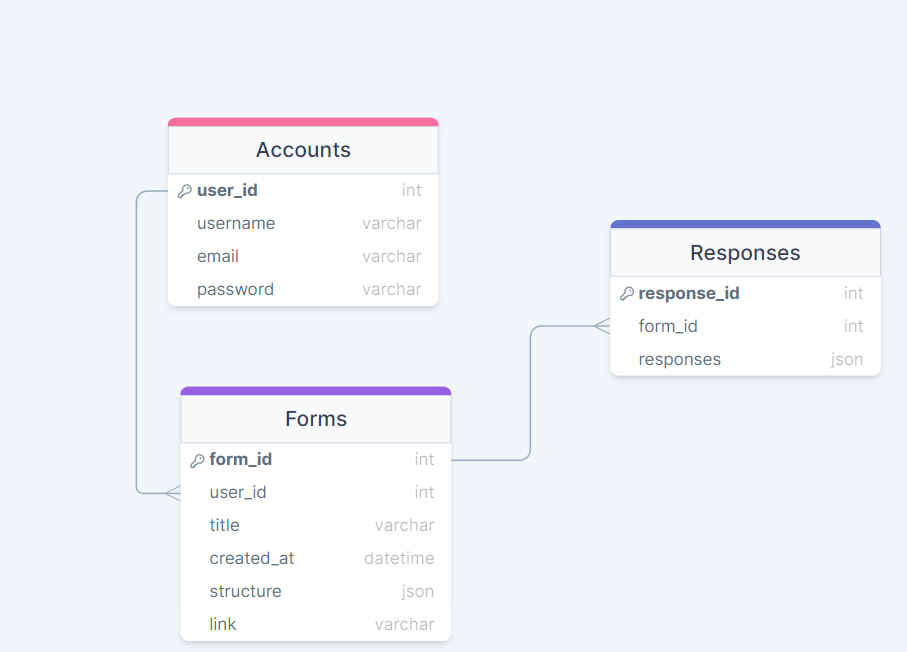 Accounts
user_id int
username varchar
email varchar
password varchar
Responses
response_id int
form_id int
responses json
Forms
form_id int
user_id int
title varchar
created_at datetime
structure json
link varchar